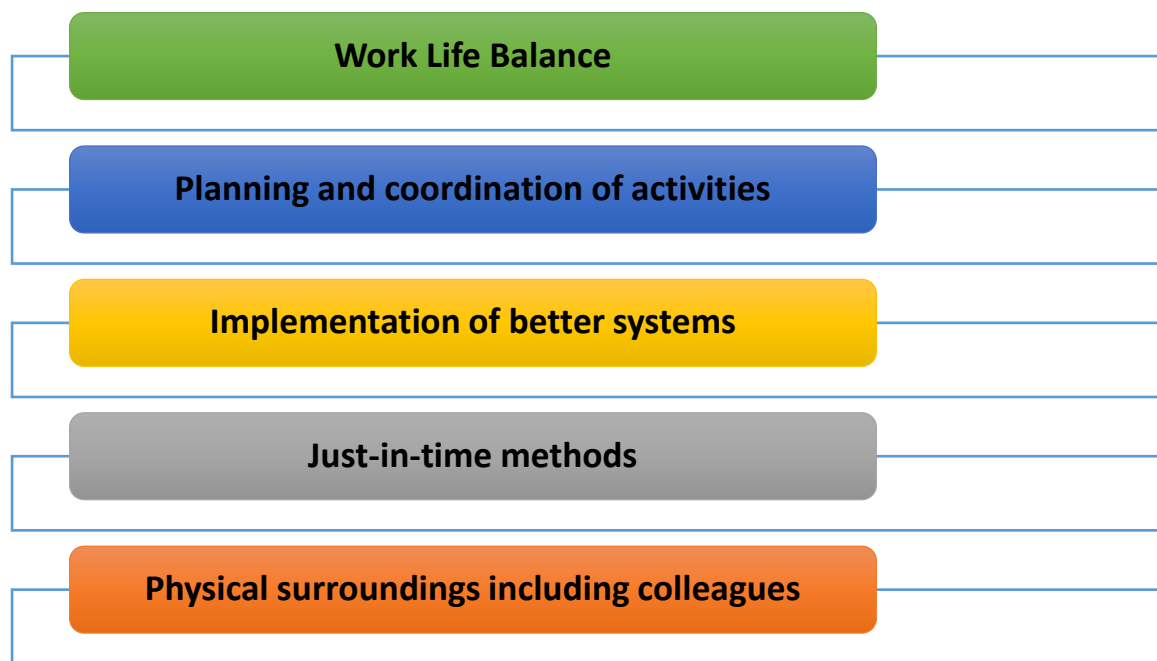 Work Life Balance
Planning and coordination of activities
Implementation of better systems
Just-in-time methods
Physical surroundings including colleagues